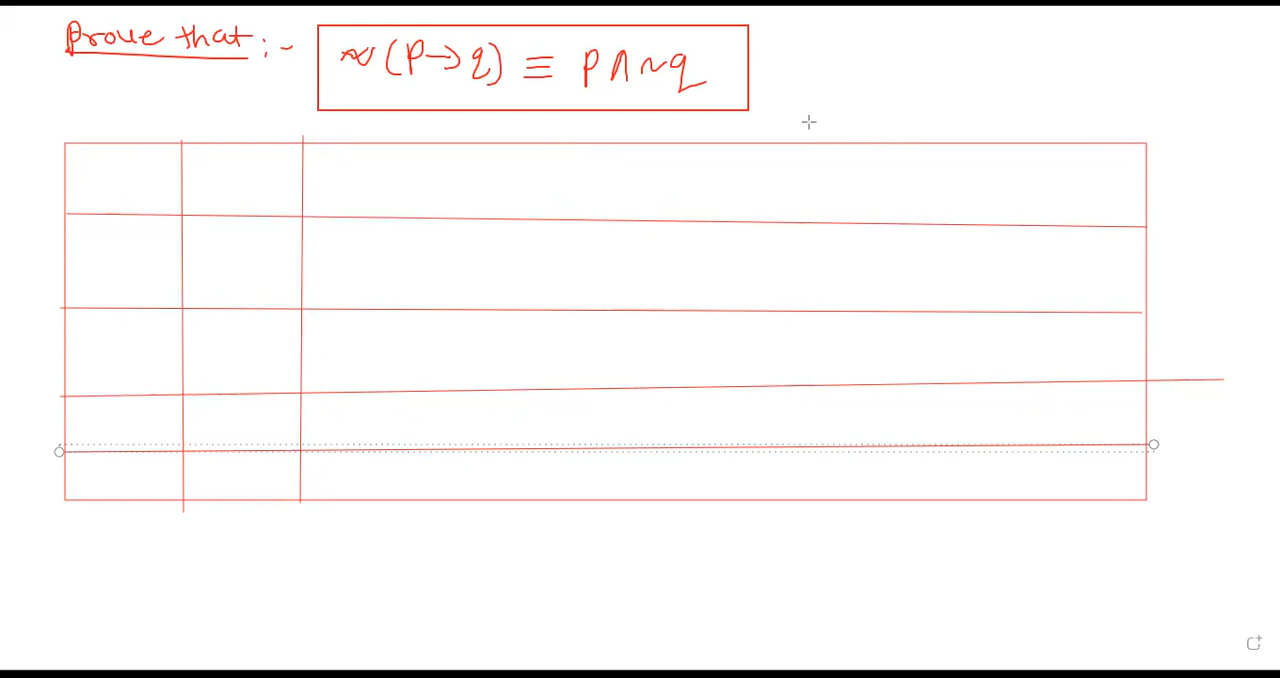 Prove that :- ~(P→q) ≡ P∧~q